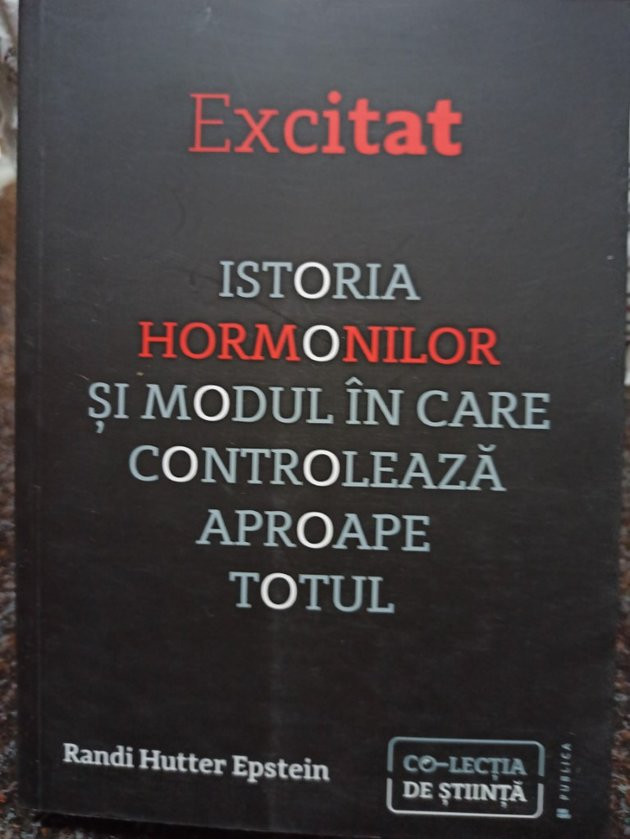 Excitat
ISTORIA
HORMONILOR
ȘI MODUL ÎN CARE
CONTROLEAZĂ
APROAPE
TOTUL
Randi Hutter Epstein
CO-LECȚIA
DE ȘTIINȚĂ
PUBLICA